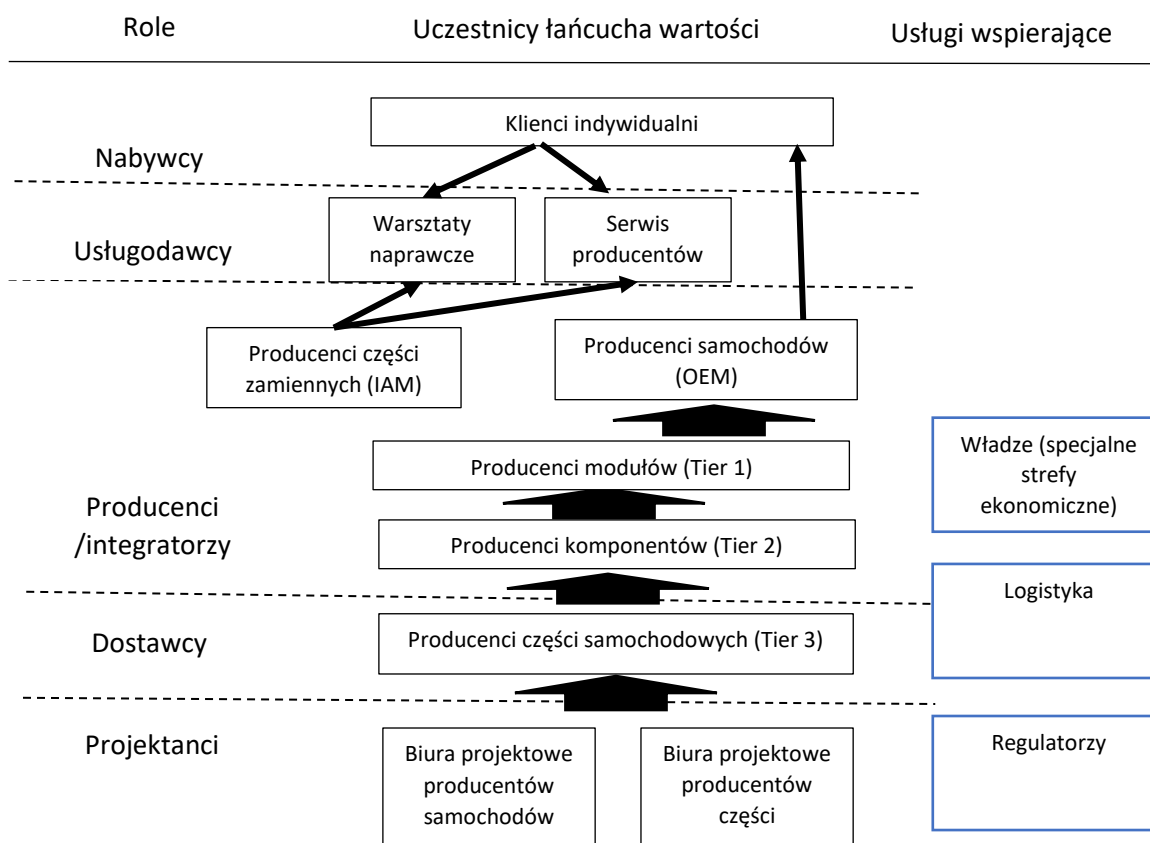 Role
Uczestnicy łańcucha wartości
Usługi wspierające
Klienci indywidualni
Nabywcy
Warsztaty
naprawcze
Serwis
producentów
Usługodawcy
Producenci części
zamiennych (IAM)
Producenci samochodów
(OEM)
Producenci modułów (Tier 1)
Władze (specjalne
strefy
ekonomiczne)
Producenci
/integratorzy
Producenci komponentów (Tier 2)
Logistyka
Dostawcy
Producenci części samochodowych (Tier 3)
Projektanci
Biura projektowe
producentów
samochodów
Biura projektowe
producentów
części
Regulatorzy